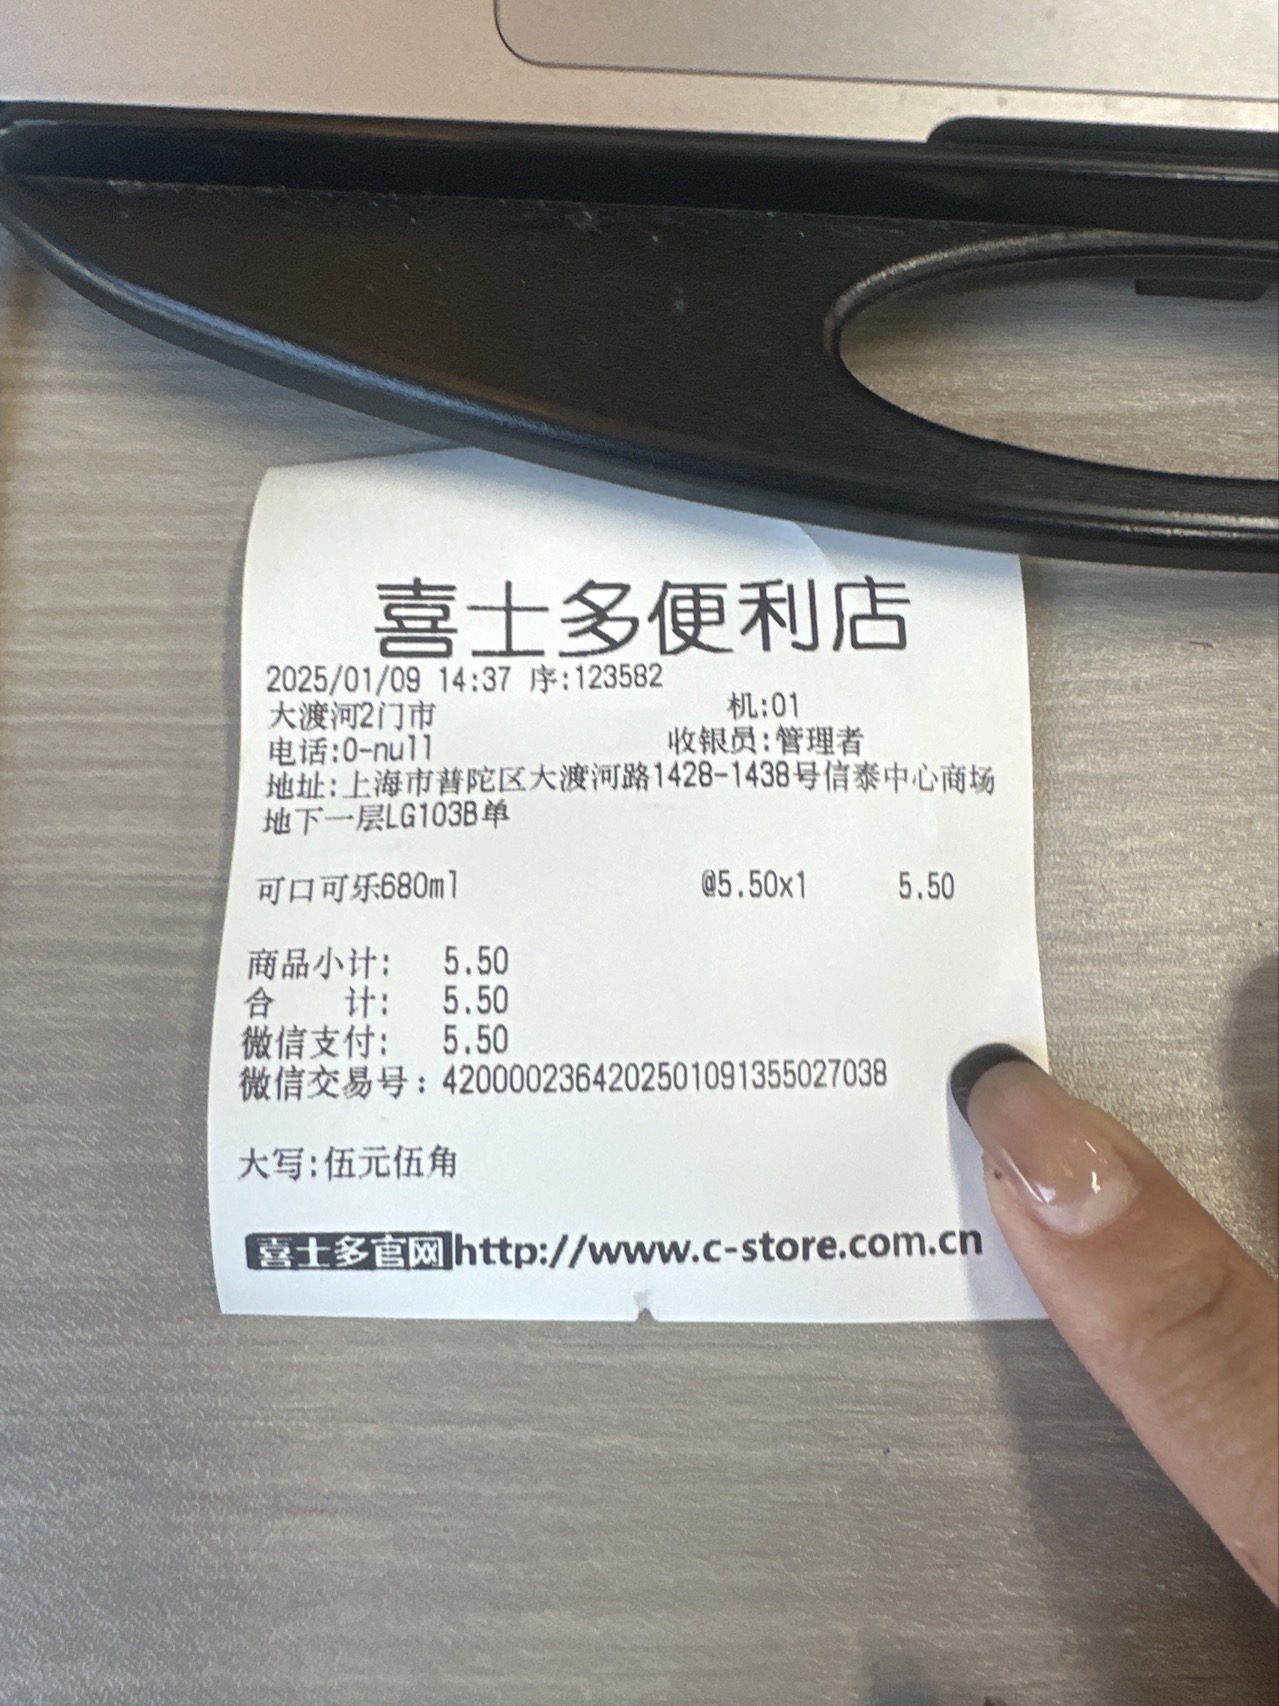 喜士多便利店
2025/01/09 14:37 序:123582
大渡河2门市 机:01
电话:0-null 收银员:管理者
地址:上海市普陀区大渡河路1428-1438号信泰中心商场
地下一层LG103B单
可口可乐680ml @5.50x1 5.50
商品小计: 5.50
合 计: 5.50
微信支付: 5.50
微信交易号: 4200002364202501091355027038
大写:伍元伍角
喜士多官网http://www.c-store.com.cn